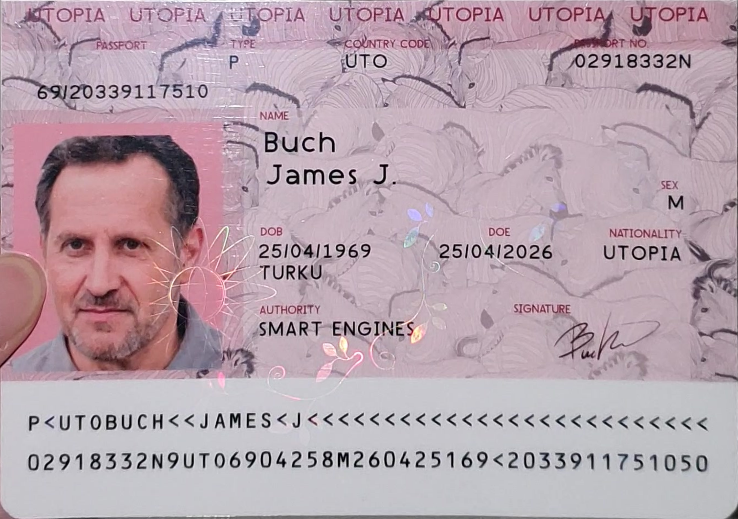 UTOPIA UTOPIA UTOPIA UTOPIA UTOPIA UTOPIA UTOPIA
PASSPORT TYPE COUNTRY CODE PASSPORT NO.
P UTO 02918332N
69/20339117510
NAME
Buch
James J.
SEX
M
DOB DOE NATIONALITY
25/04/1969 25/04/2026 UTOPIA
TURKU
AUTHORITY SIGNATURE
SMART ENGINES
P<UTOBUCH<<JAMES<J<<<<<<<<<<<<<<<<<<<<<<<<<<
02918332N9UTO6904258M260425169<2033911751050